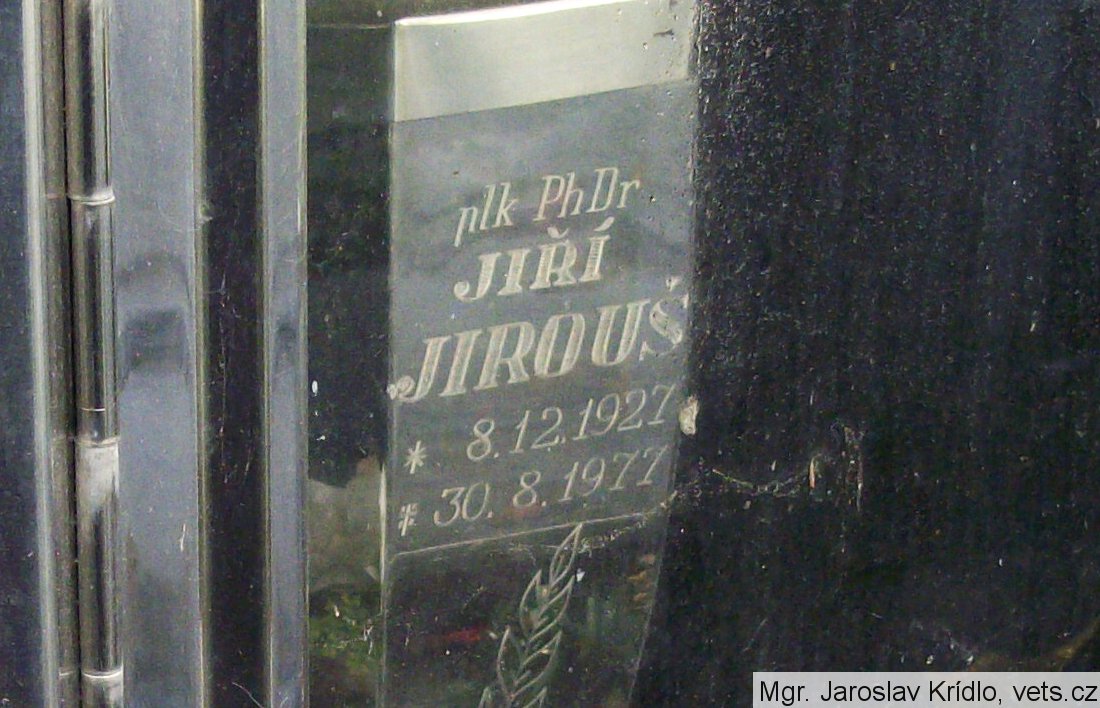 plk PhDr
JIŘÍ
JIROUŠ
* 8.12.1927
‡ 30. 8. 1977
Mgr. Jaroslav Krídlo, vets.cz